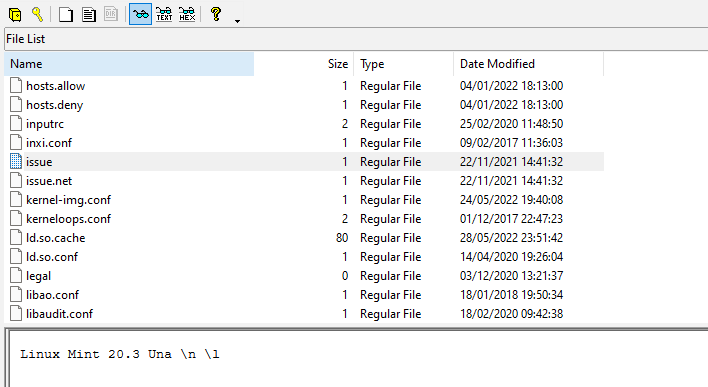 TEXT HEX DIR ?
File List
Name Size Type Date Modified
hosts.allow 1 Regular File 04/01/2022 18:13:00
hosts.deny 1 Regular File 04/01/2022 18:13:00
inputrc 2 Regular File 25/02/2020 11:48:50
inxi.conf 1 Regular File 09/02/2017 11:36:03
issue 1 Regular File 22/11/2021 14:41:32
issue.net 1 Regular File 22/11/2021 14:41:32
kernel-img.conf 1 Regular File 24/05/2022 19:40:08
kerneloops.conf 2 Regular File 01/12/2017 22:47:23
ld.so.cache 80 Regular File 28/05/2022 23:51:42
ld.so.conf 1 Regular File 14/04/2020 19:26:04
legal 0 Regular File 03/12/2020 13:21:37
libao.conf 1 Regular File 18/01/2018 19:50:34
libaudit.conf 1 Regular File 18/02/2020 09:42:38
Linux Mint 20.3 Una \n \l